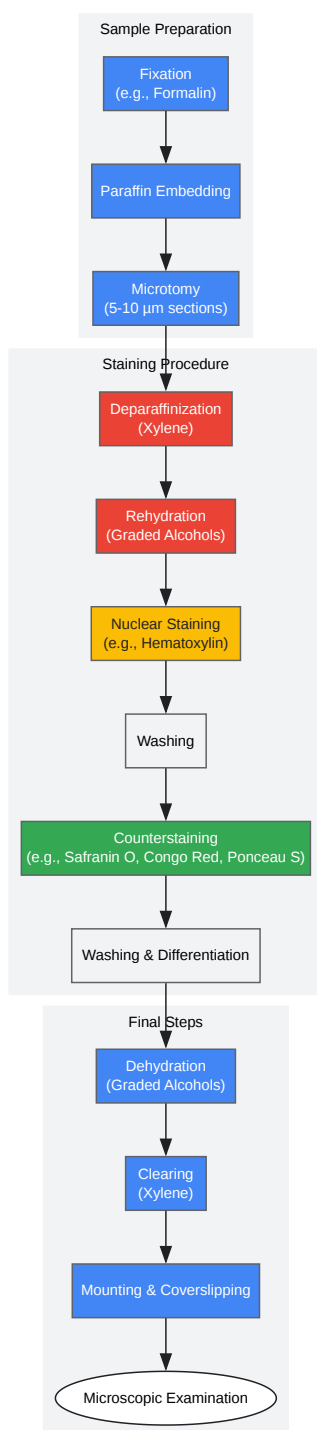 Sample Preparation
Fixation
(e.g., Formalin)
Paraffin Embedding
Microtomy
(5-10 µm sections)
Staining Procedure
Deparaffinization
(Xylene)
Rehydration
(Graded Alcohols)
Nuclear Staining
(e.g., Hematoxylin)
Washing
Counterstaining
(e.g., Safranin O, Congo Red, Ponceau S)
Washing & Differentiation
Final Steps
Dehydration
(Graded Alcohols)
Clearing
(Xylene)
Mounting & Coverslipping
Microscopic Examination